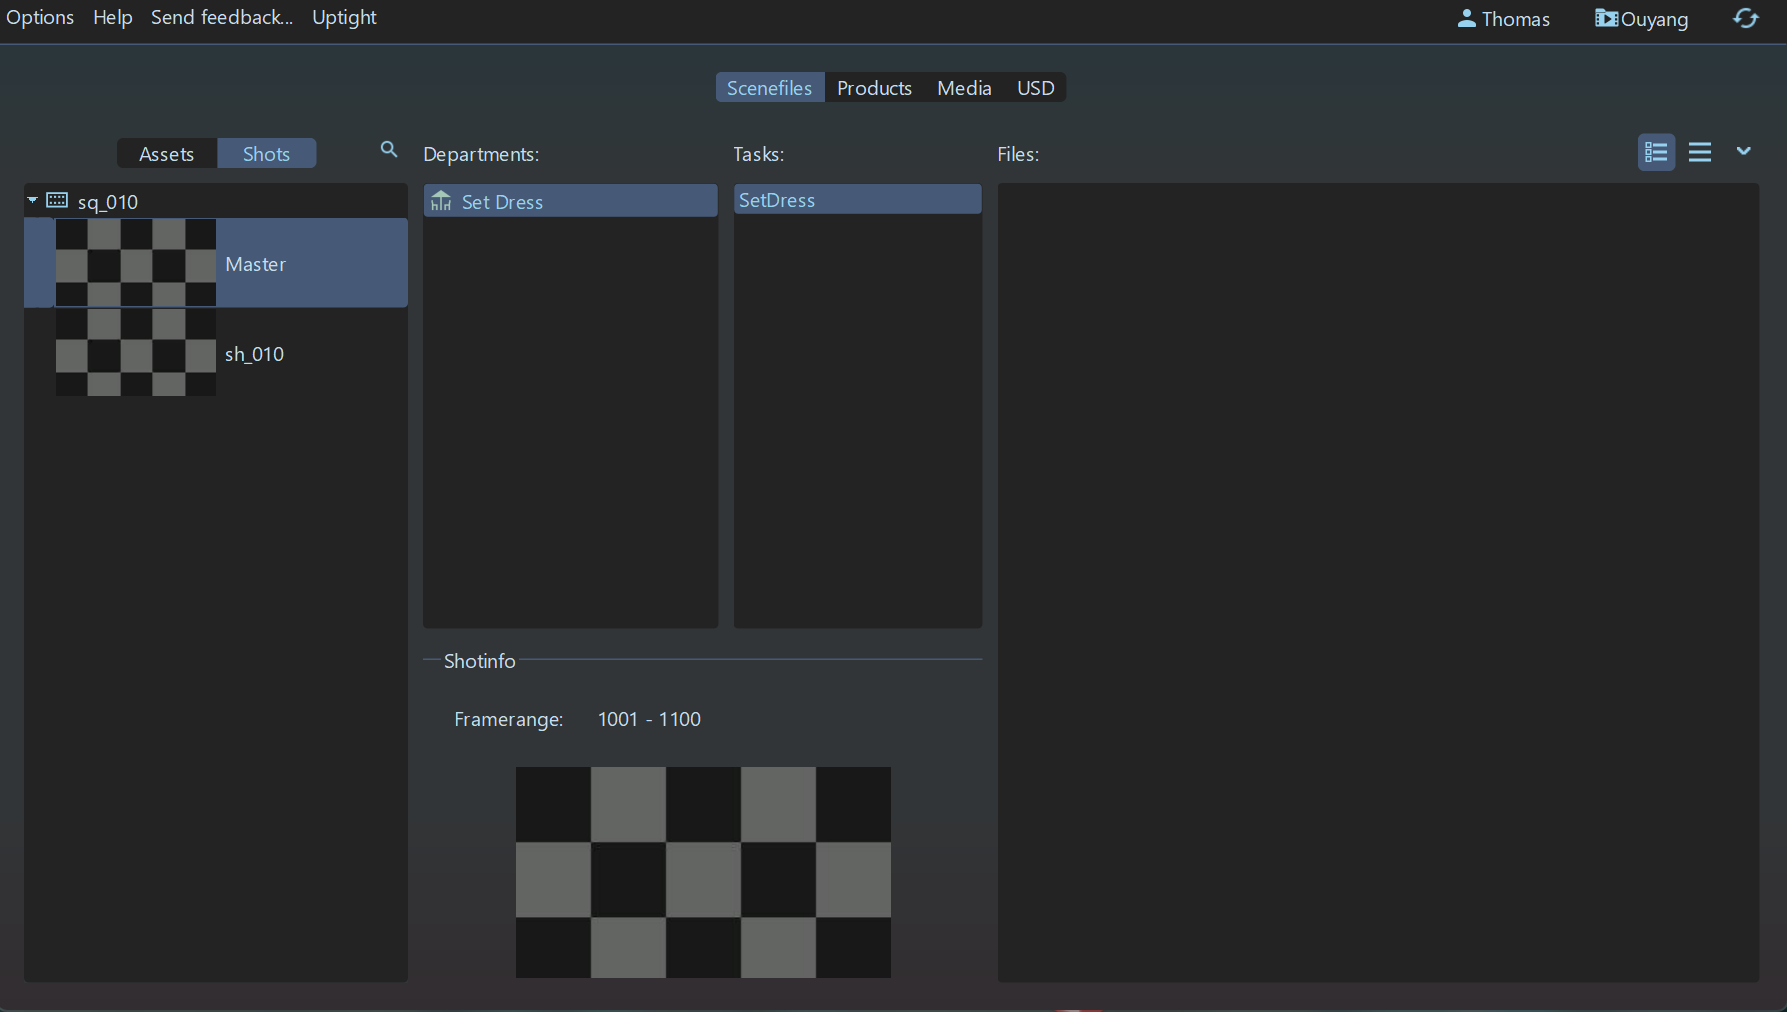 Options Help Send feedback... Uptight Thomas Ouyang
Scenefiles Products Media USD
Assets Shots Departments: Tasks: Files:
sq_010
Set Dress
SetDress
Master
sh_010
Shotinfo
Framerange: 1001 - 1100